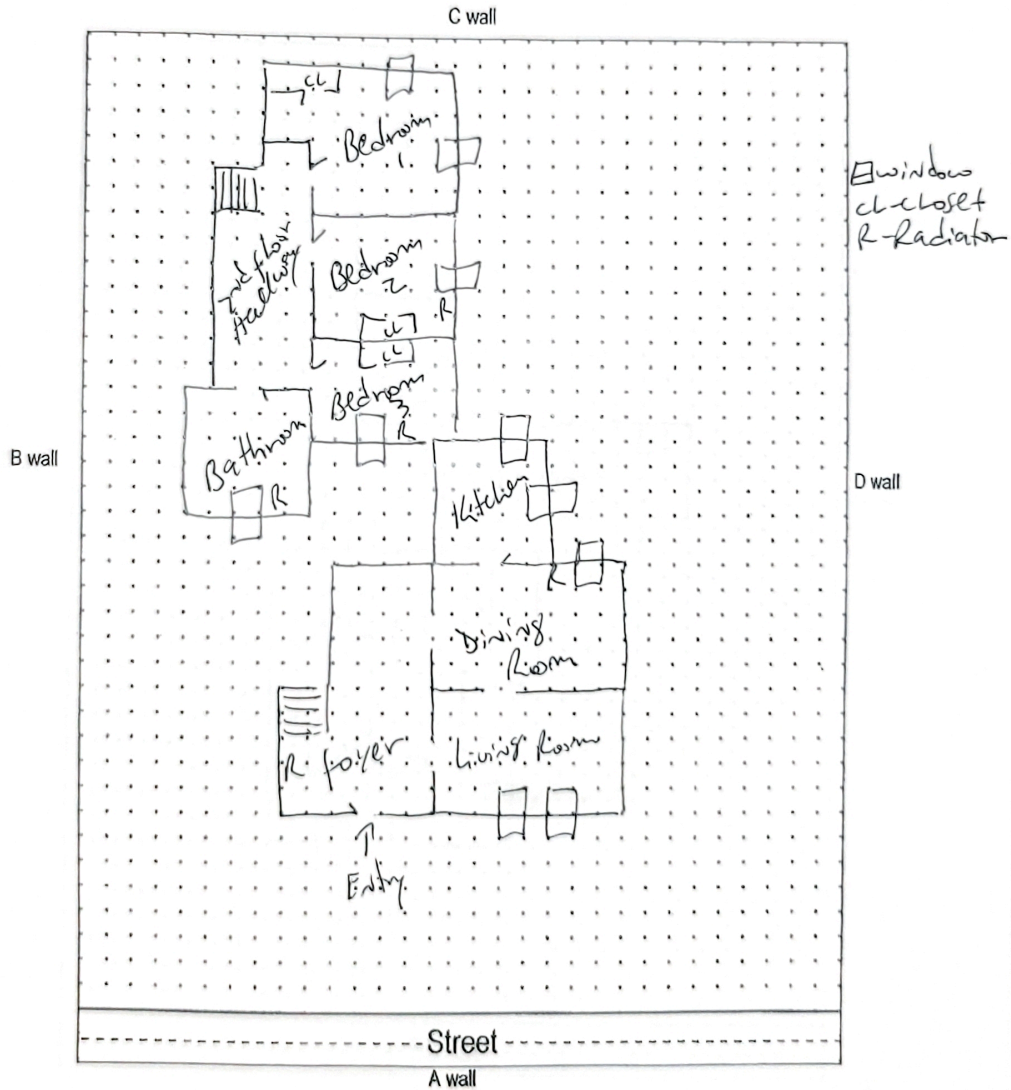 C wall
CL
Bedroom
1
window
CL-closet
R-Radiator
2nd floor
Hallway
Bedroom
2
R
CL
CL
Bedroom
3
R
B wall
Bathroom
R
Kitchen
D wall
R
Dining
Room
R foyer
Living Room
Entry
Street
A wall